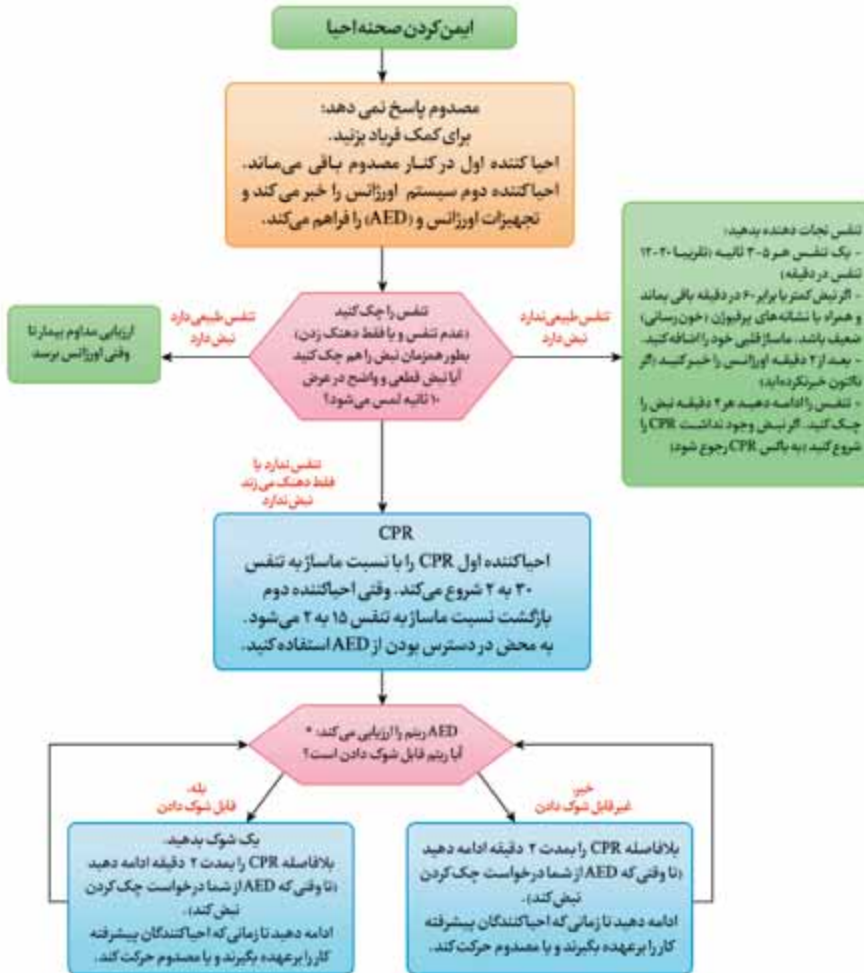 ایمن کردن صحنه احیا
مصدوم پاسخ نمی دهد:
برای کمک فریاد بزنید.
احیا کننده اول در کنار مصدوم باقی می‌ماند.
احیاکننده دوم سیستم اورژانس را خبر می‌کند و
تجهیزات اورژانس و (AED) را فراهم می‌کند.
تنفس نجات دهنده بدهید:
- یک تنفس هر ۵-۳ ثانیه (تقریبا ۲۰-۱۲
تنفس در دقیقه)
- اگر نبض کمتر یا برابر ۶۰ در دقیقه باقی بماند
و همراه با نشانه‌های پرفیوژن (خون رسانی)
ضعیف باشد، ماساژ قلبی خود را اضافه کنید.
- بعد از ۲ دقیقه اورژانس را خبر کنید (اگر
تاکنون خبر نکرده‌اید)
- تنفس را ادامه دهید هر ۲ دقیقه نبض را
چک کنید. اگر نبض وجود نداشت CPR را
شروع کنید (به باکس CPR رجوع شود)
تنفس طبیعی ندارد
نبض دارد
تنفس را چک کنید
(عدم تنفس و یا فقط دهنک زدن)
بطور همزمان نبض را هم چک کنید
آیا نبض قطعی و واضح در عرض
۱۰ ثانیه لمس می‌شود؟
تنفس طبیعی دارد
نبض دارد
ارزیابی مداوم بیمار تا
وقتی اورژانس برسد
تنفس ندارد یا
فقط دهنک می زند
نبض ندارد
CPR
احیاکننده اول CPR را با نسبت ماساژ به تنفس
۳۰ به ۲ شروع می‌کند. وقتی احیاکننده دوم
بازگشت نسبت ماساژ به تنفس ۱۵ به ۲ می‌شود.
به محض در دسترس بودن از AED استفاده کنید.
AED ریتم را ارزیابی می‌کند: *
آیا ریتم قابل شوک دادن است؟
خیر،
غیر قابل شوک دادن
بله،
قابل شوک دادن
بلافاصله CPR را بمدت ۲ دقیقه ادامه دهید
(تا وقتی که AED از شما درخواست چک کردن
نبض کند).
ادامه دهید تا زمانی که احیاکنندگان پیشرفته
کار را برعهده بگیرند و یا مصدوم حرکت کند.
یک شوک بدهید.
بلافاصله CPR را بمدت ۲ دقیقه ادامه دهید
(تا وقتی که AED از شما درخواست چک کردن
نبض کند).
ادامه دهید تا زمانی که احیاکنندگان پیشرفته
کار را برعهده بگیرند و یا مصدوم حرکت کند.